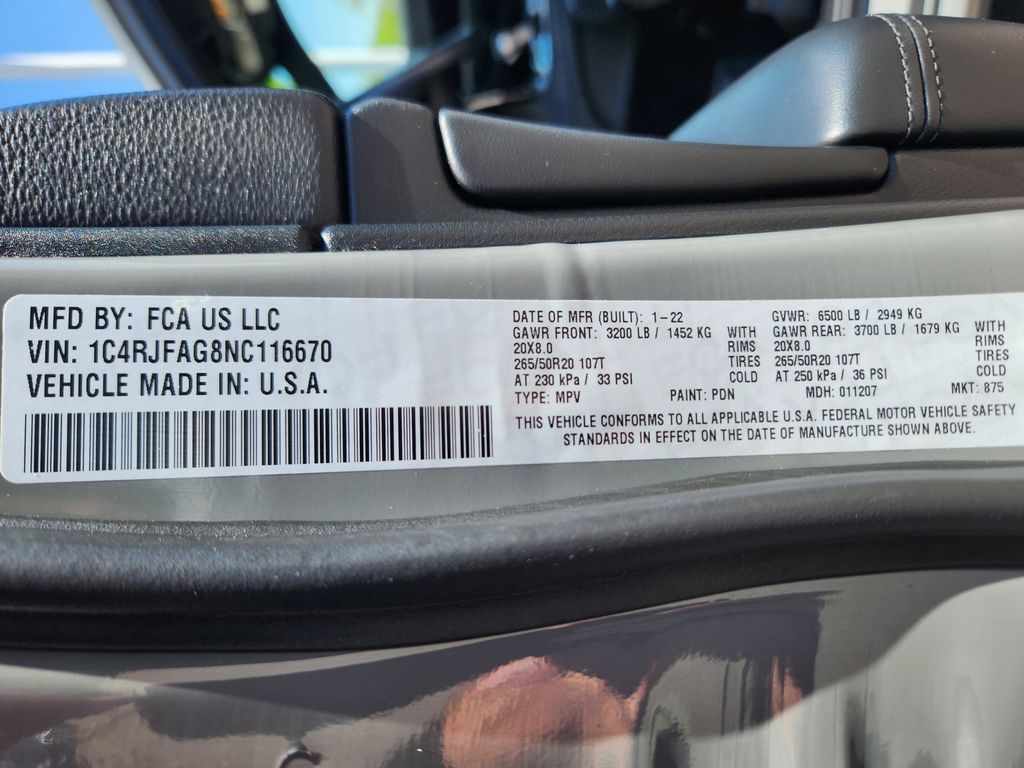 MFD BY: FCA US LLC
VIN: 1C4RJFAG8NC116670
VEHICLE MADE IN: U.S.A.
DATE OF MFR (BUILT): 1-22
GAWR FRONT: 3200 LB / 1452 KG WITH
20X8.0 RIMS
265/50R20 107T TIRES
AT 230 kPa / 33 PSI COLD
TYPE: MPV PAINT: PDN
GVWR: 6500 LB / 2949 KG
GAWR REAR: 3700 LB / 1679 KG WITH
20X8.0 RIMS
265/50R20 107T TIRES
AT 250 kPa / 36 PSI COLD
MDH: 011207 MKT: 875
THIS VEHICLE CONFORMS TO ALL APPLICABLE U.S.A. FEDERAL MOTOR VEHICLE SAFETY
STANDARDS IN EFFECT ON THE DATE OF MANUFACTURE SHOWN ABOVE.